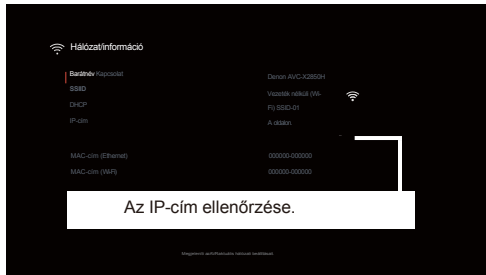 Hálózat/információ
Barátnév Kapcsolat
Denon AVC-X2850H
SSID
Vezeték nélküli (Wi-
DHCP
Fi) SSID-01
IP-cím
A oldalon
MAC-cím (Ethernet)
000000-000000
MAC-cím (Wi-Fi)
000000-000000
Az IP-cím ellenőrzése.